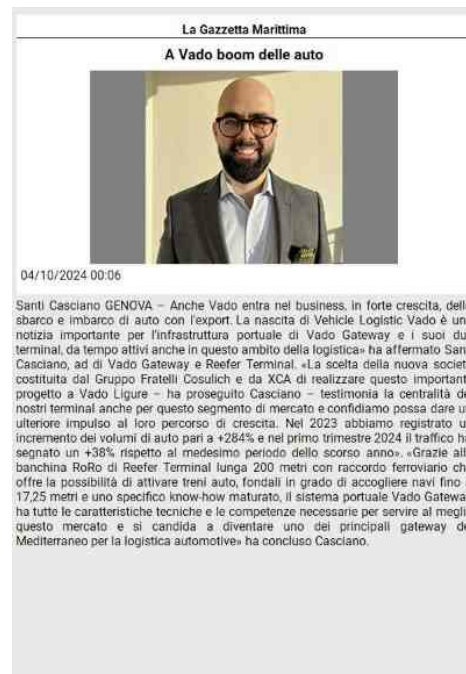 La Gazzetta Marittima
A Vado boom delle auto
04/10/2024 00:06
Santi Casciano GENOVA – Anche Vado entra nel business, in forte crescita, dell
sbarco e imbarco di auto con l'export. La nascita di Vehicle Logistic Vado è un
notizia importante per l'infrastruttura portuale di Vado Gateway e i suoi du
terminal, da tempo attivi anche in questo ambito della logistica» ha affermato San
Casciano, ad di Vado Gateway e Reefer Terminal. «La scelta della nuova societ
costituita dal Gruppo Fratelli Cosulich e da XCA di realizzare questo important
progetto a Vado Ligure – ha proseguito Casciano – testimonia la centralità de
nostri terminal anche per questo segmento di mercato e confidiamo possa dare u
ulteriore impulso al loro percorso di crescita. Nel 2023 abbiamo registrato u
incremento dei volumi di auto pari a +284% e nel primo trimestre 2024 il traffico h
segnato un +38% rispetto al medesimo periodo dello scorso anno». «Grazie all
banchina RoRo di Reefer Terminal lunga 200 metri con raccordo ferroviario ch
offre la possibilità di attivare treni auto, fondali in grado di accogliere navi fino
17,25 metri e uno specifico know-how maturato, il sistema portuale Vado Gatewa
ha tutte le caratteristiche tecniche e le competenze necessarie per servire al megli
questo mercato e si candida a diventare uno dei principali gateway de
Mediterraneo per la logistica automotive» ha concluso Casciano.